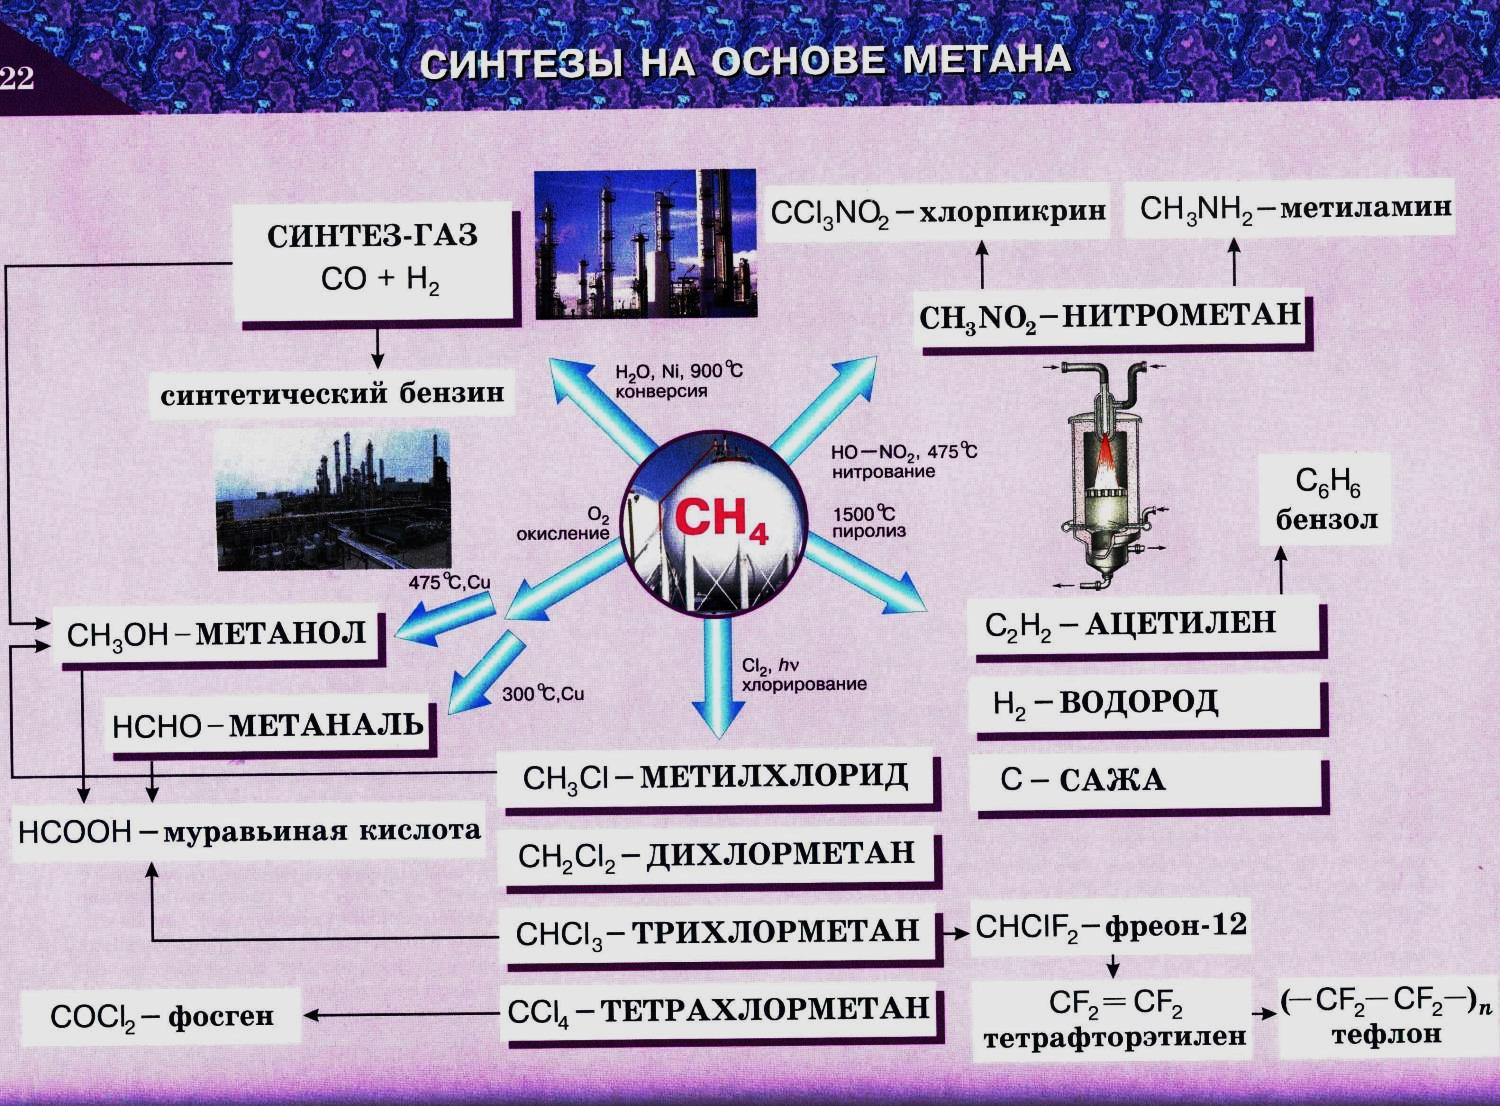 22
СИНТЕЗЫ НА ОСНОВЕ МЕТАНА
СИНТЕЗ-ГАЗ
CO + H₂
CCl₃NO₂ – хлорпикрин
CH₃NH₂ – метиламин
CH₃NO₂ – НИТРОМЕТАН
синтетический бензин
H₂O, Ni, 900 °C
конверсия
HO—NO₂, 475 °C
нитрование
O₂
окисление
CH₄
1500 °C
пиролиз
C₆H₆
бензол
475 °C, Cu
CH₃OH – МЕТАНОЛ
C₂H₂ – АЦЕТИЛЕН
300 °C, Cu
Cl₂, hν
хлорирование
HCHO – МЕТАНАЛЬ
H₂ – ВОДОРОД
CH₃Cl – МЕТИЛХЛОРИД
C – САЖА
HCOOH – муравьиная кислота
CH₂Cl₂ – ДИХЛОРМЕТАН
CHCl₃ – ТРИХЛОРМЕТАН
CHClF₂ – фреон-12
COCl₂ – фосген
CCl₄ – ТЕТРАХЛОРМЕТАН
CF₂=CF₂
тетрафторэтилен
(—CF₂—CF₂—)ₙ
тефлон